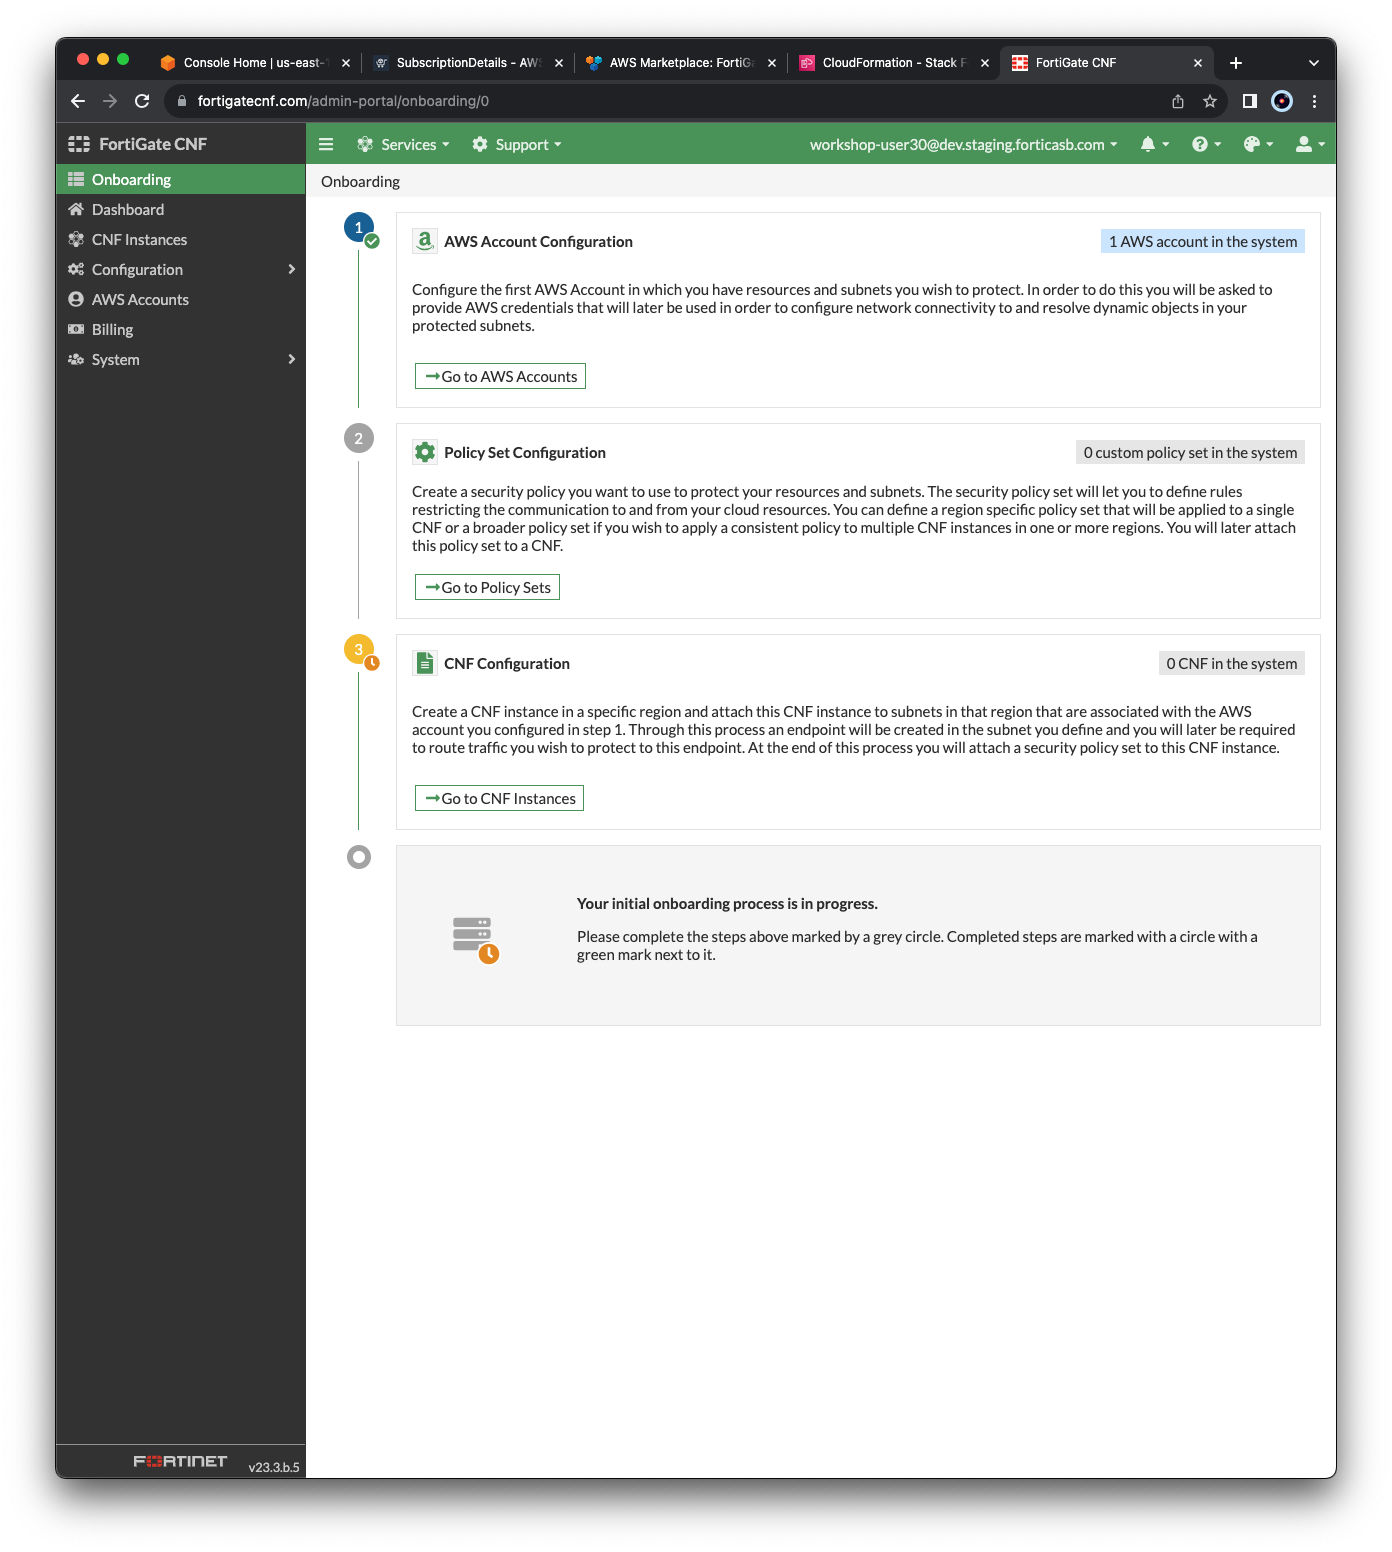 Console Home | us-east-1
SubscriptionDetails - AWS
AWS Marketplace: FortiG
CloudFormation - Stack F
FortiGate CNF
fortigatecnf.com/admin-portal/onboarding/0
FortiGate CNF
Services
Support
workshop-user30@dev.staging.forticasb.com
Onboarding
Dashboard
CNF Instances
Configuration
AWS Accounts
Billing
System
Onboarding
1
AWS Account Configuration
1 AWS account in the system
Configure the first AWS Account in which you have resources and subnets you wish to protect. In order to do this you will be asked to
provide AWS credentials that will later be used in order to configure network connectivity to and resolve dynamic objects in your
protected subnets.
Go to AWS Accounts
2
Policy Set Configuration
0 custom policy set in the system
Create a security policy you want to use to protect your resources and subnets. The security policy set will let you to define rules
restricting the communication to and from your cloud resources. You can define a region specific policy set that will be applied to a single
CNF or a broader policy set if you wish to apply a consistent policy to multiple CNF instances in one or more regions. You will later attach
this policy set to a CNF.
Go to Policy Sets
3
CNF Configuration
0 CNF in the system
Create a CNF instance in a specific region and attach this CNF instance to subnets in that region that are associated with the AWS
account you configured in step 1. Through this process an endpoint will be created in the subnet you define and you will later be required
to route traffic you wish to protect to this endpoint. At the end of this process you will attach a security policy set to this CNF instance.
Go to CNF Instances
Your initial onboarding process is in progress.
Please complete the steps above marked by a grey circle. Completed steps are marked with a circle with a
green mark next to it.
FORTINET
v23.3.b.5